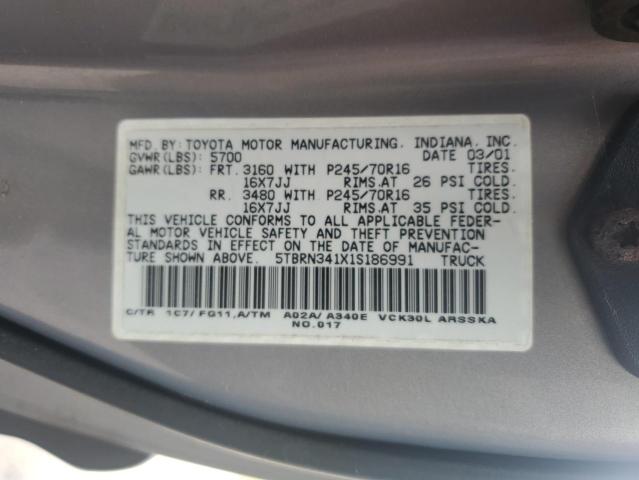 MFD. BY: TOYOTA MOTOR MANUFACTURING, INDIANA, INC.
GVWR(LBS): 5700 DATE 03/01
GAWR(LBS): FRT. 3160 WITH P245/70R16 TIRES.
16X7JJ RIMS.AT 26 PSI COLD.
RR. 3480 WITH P245/70R16 TIRES.
16X7JJ RIMS.AT 35 PSI COLD.
THIS VEHICLE CONFORMS TO ALL APPLICABLE FEDER-
AL MOTOR VEHICLE SAFETY AND THEFT PREVENTION
STANDARDS IN EFFECT ON THE DATE OF MANUFAC-
TURE SHOWN ABOVE. 5TBRN341X1S186991 TRUCK
C/TR 1C7/ FG11,A/TM A02A/ A340E VCK30L ARSSKA
NO.017